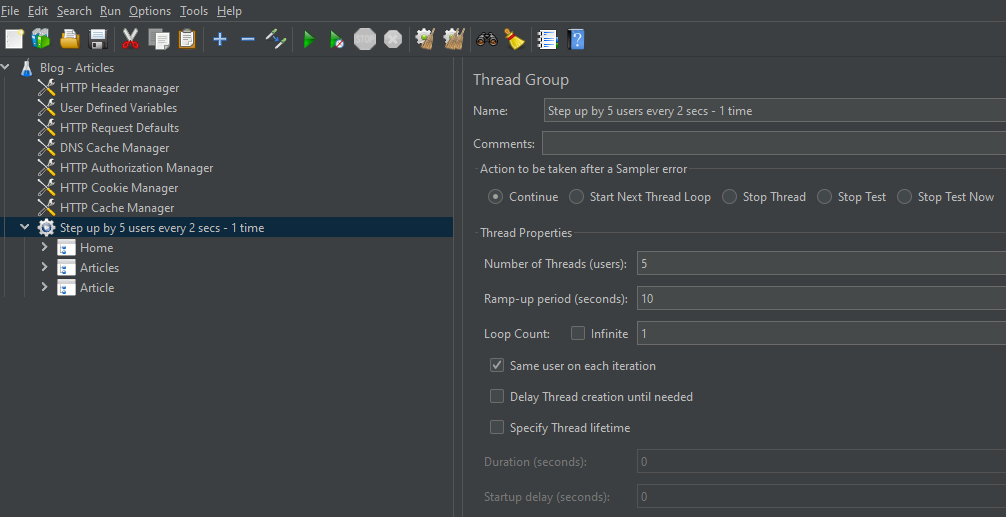 File Edit Search Run Options Tools Help
STOP
?
Blog - Articles
HTTP Header manager
User Defined Variables
HTTP Request Defaults
DNS Cache Manager
HTTP Authorization Manager
HTTP Cookie Manager
HTTP Cache Manager
Step up by 5 users every 2 secs - 1 time
Home
Articles
Article
Thread Group
Name: Step up by 5 users every 2 secs - 1 time
Comments:
Action to be taken after a Sampler error
Continue Start Next Thread Loop Stop Thread Stop Test Stop Test Now
Thread Properties
Number of Threads (users): 5
Ramp-up period (seconds): 10
Loop Count: Infinite 1
Same user on each iteration
Delay Thread creation until needed
Specify Thread lifetime
Duration (seconds): 0
Startup delay (seconds): 0